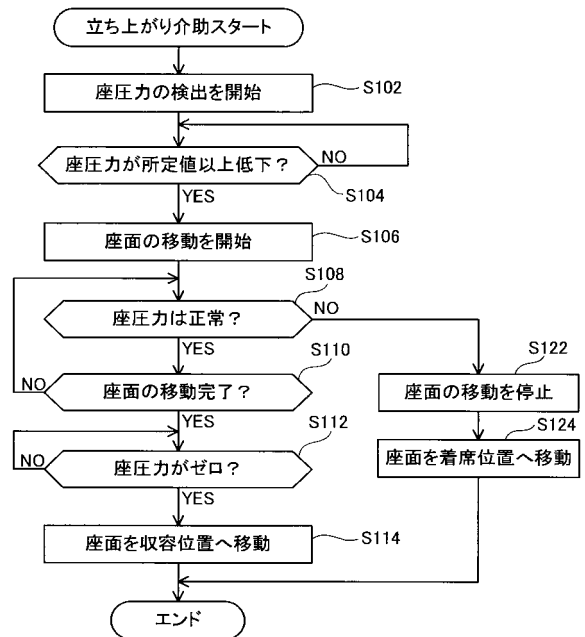 立ち上がり介助スタート
座圧力の検出を開始
S102
座圧力が所定値以上低下？
NO
S104
YES
座面の移動を開始
S106
S108
座圧力は正常？
NO
YES
S110
座面の移動完了？
NO
YES
S122
座面の移動を停止
S112
座圧力がゼロ？
NO
YES
S124
座面を着席位置へ移動
座面を収容位置へ移動
S114
エンド